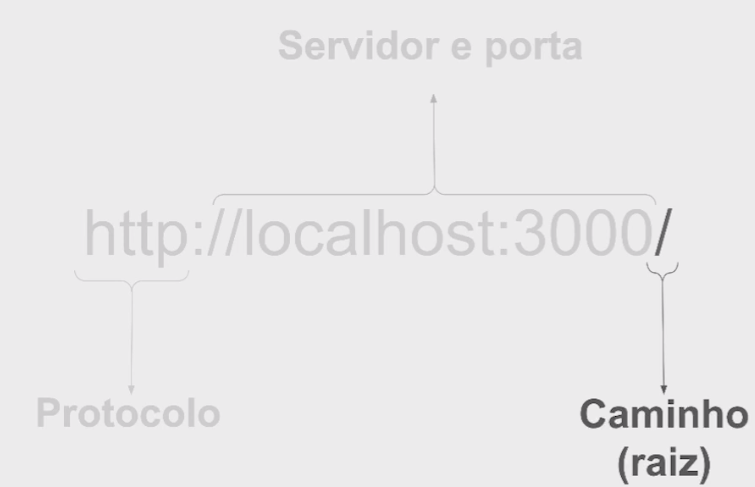 Servidor e porta
http://localhost:3000/
Protocolo
Caminho
(raiz)